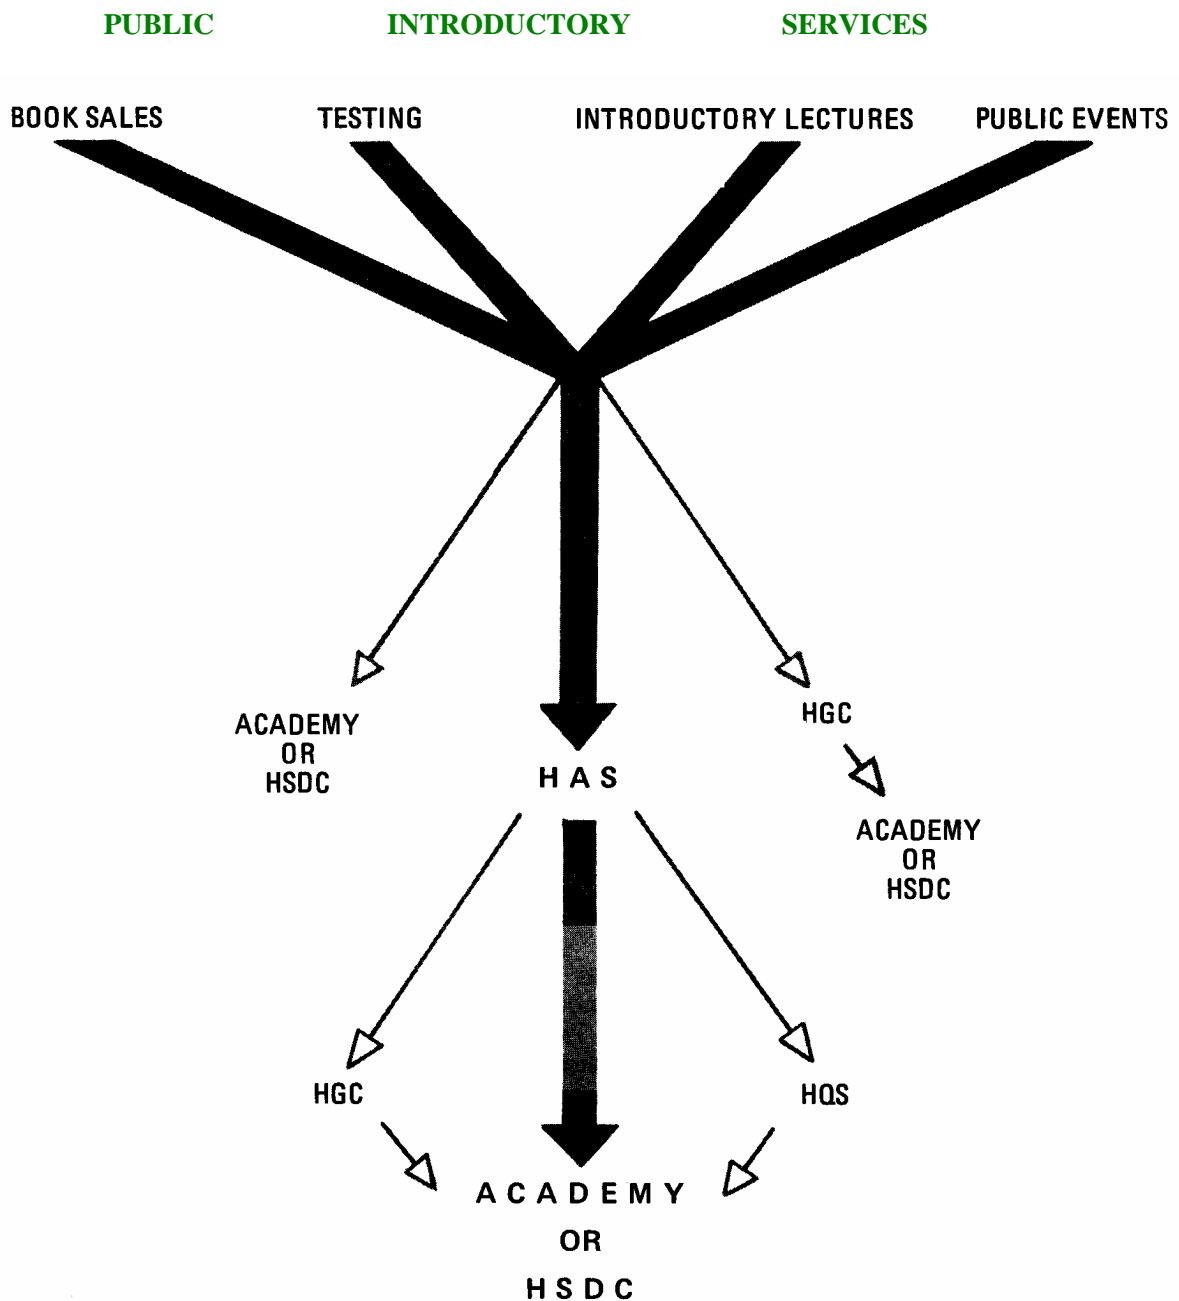 PUBLIC INTRODUCTORY SERVICES
BOOK SALES TESTING INTRODUCTORY LECTURES PUBLIC EVENTS
ACADEMY
OR
HSDC
HAS
HGC
ACADEMY
OR
HSDC
HGC
HQS
ACADEMY
OR
HSDC